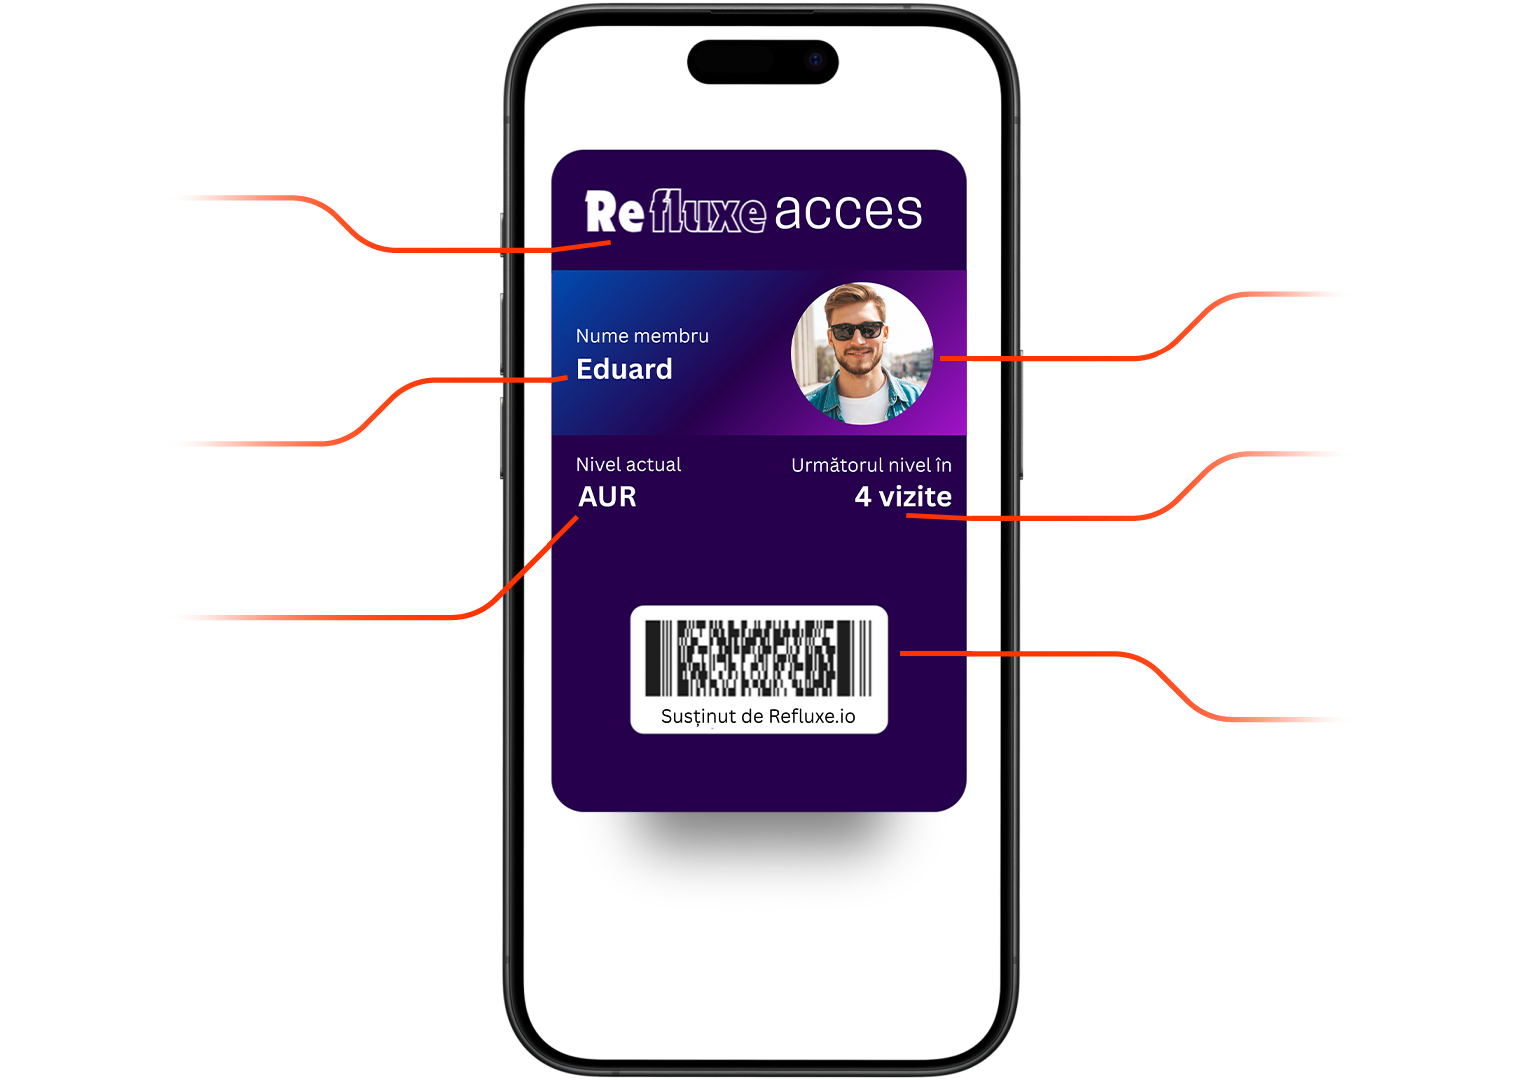 Refluxe acces
Nume membru
Eduard
Nivel actual
AUR
Următorul nivel în
4 vizite
Susținut de Refluxe.io